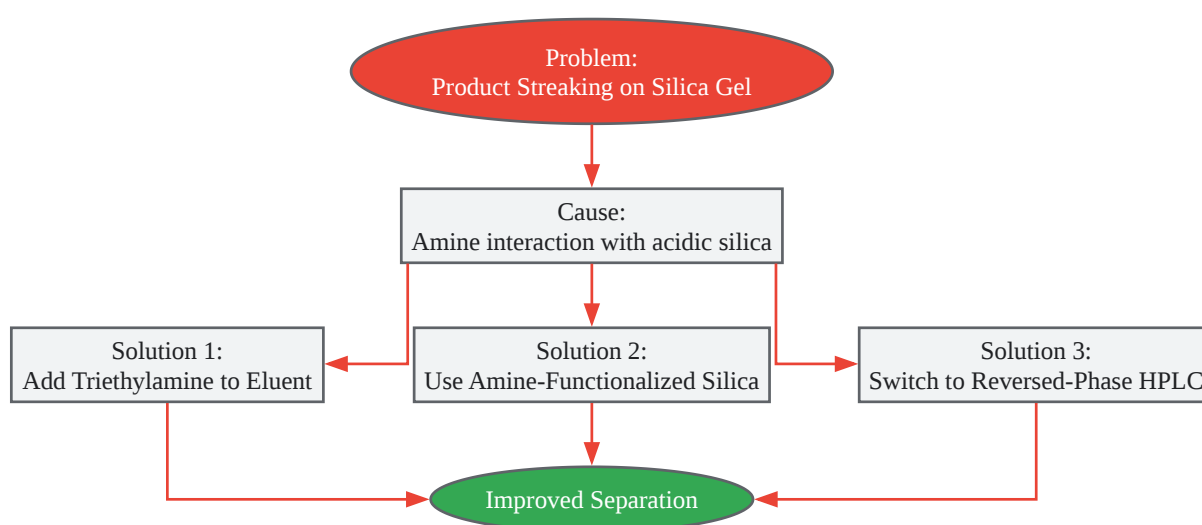 Problem:
Product Streaking on Silica Gel
Cause:
Amine interaction with acidic silica
Solution 1:
Add Triethylamine to Eluent
Solution 2:
Use Amine-Functionalized Silica
Solution 3:
Switch to Reversed-Phase HPLC
Improved Separation